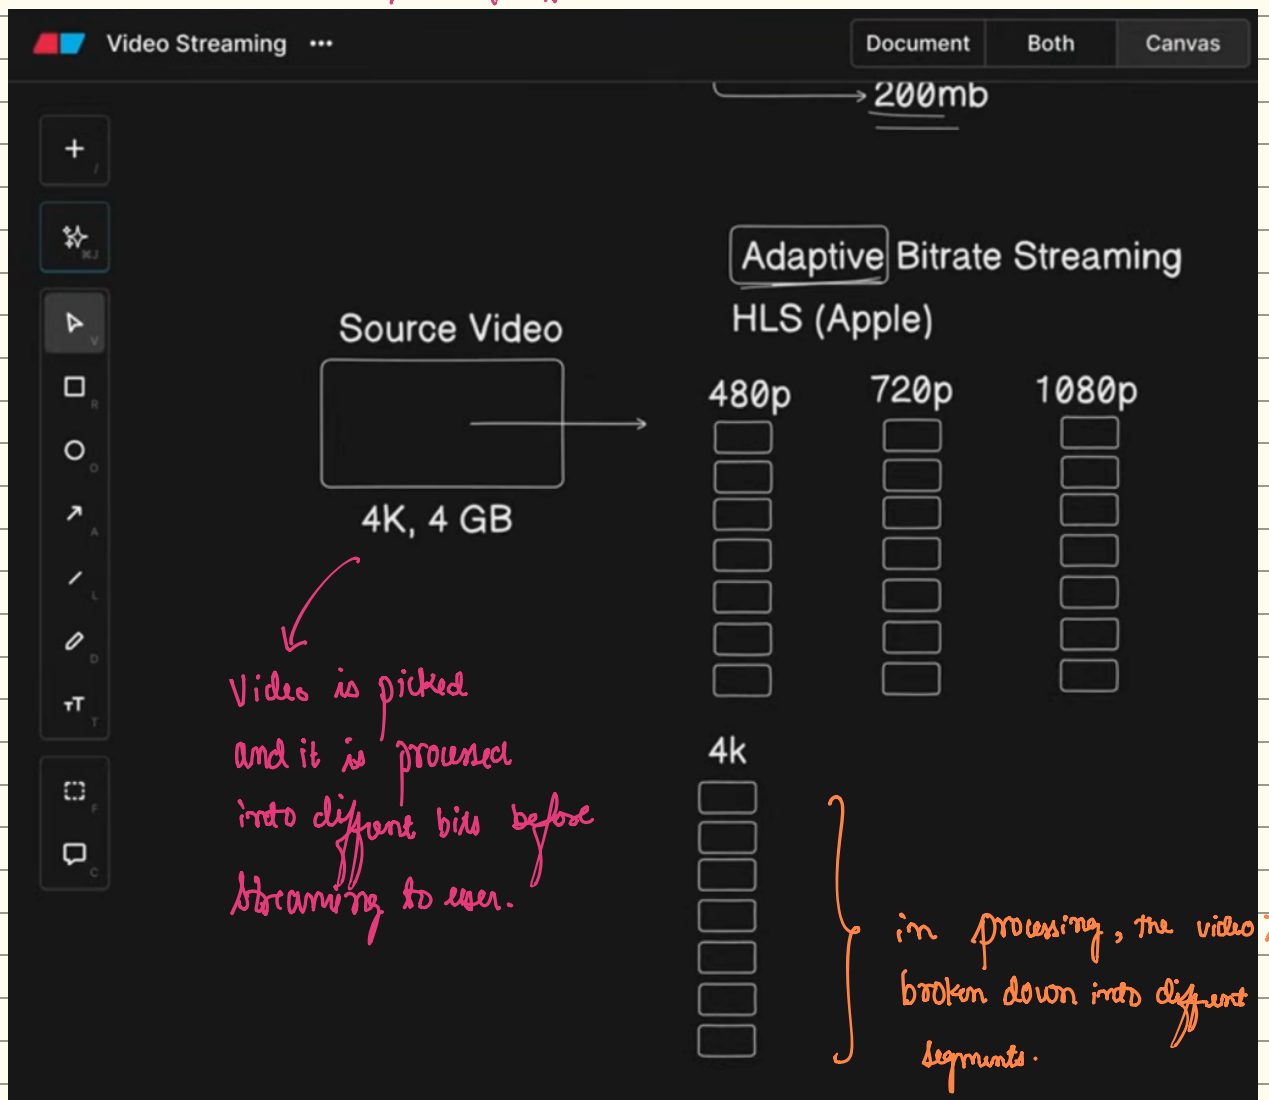 Video Streaming •••
Document Both Canvas
200mb
Adaptive Bitrate Streaming
HLS (Apple)
Source Video
4K, 4 GB
480p 720p 1080p
4k
/
⌘J
V
R
O
A
L
D
T
F
C
Video is picked
and it is processed
into different bits before
streaming to user.
in processing, the video
broken down into different
segments.